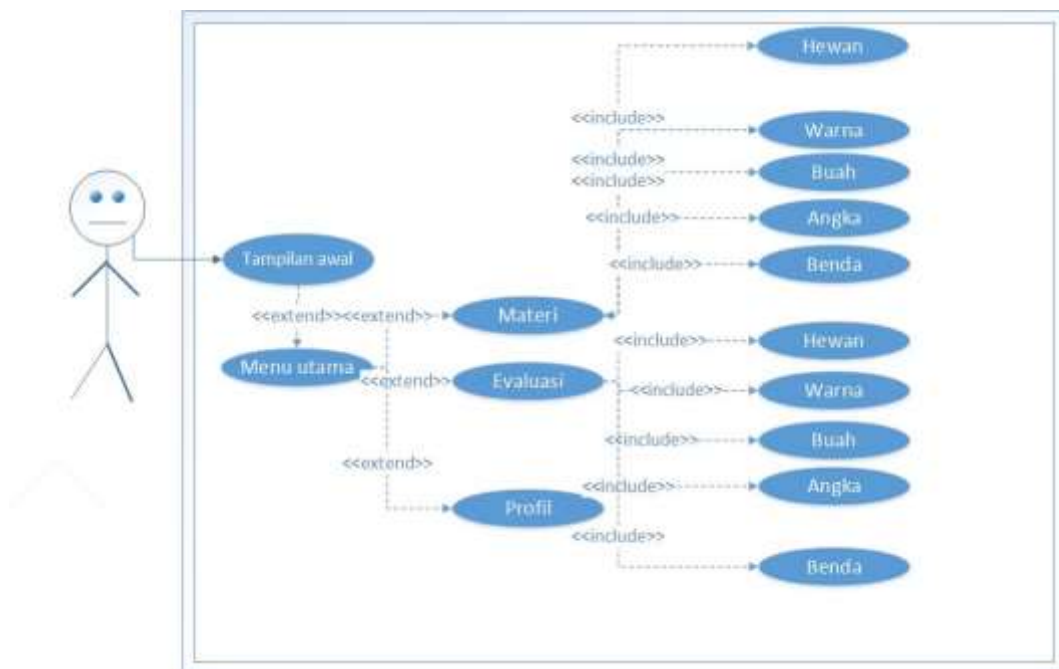 Hewan
<<include>>
Warna
<<include>>
Buah
<<include>>
<<include>>
Angka
Tampilan awal
<<include>>
Benda
<<extend>><<extend>>
Materi
<<include>>
Hewan
Menu utama
<<extend>>
Evaluasi
<<include>>
Warna
<<include>>
Buah
<<extend>>
<<include>>
Angka
Profil
<<include>>
Benda